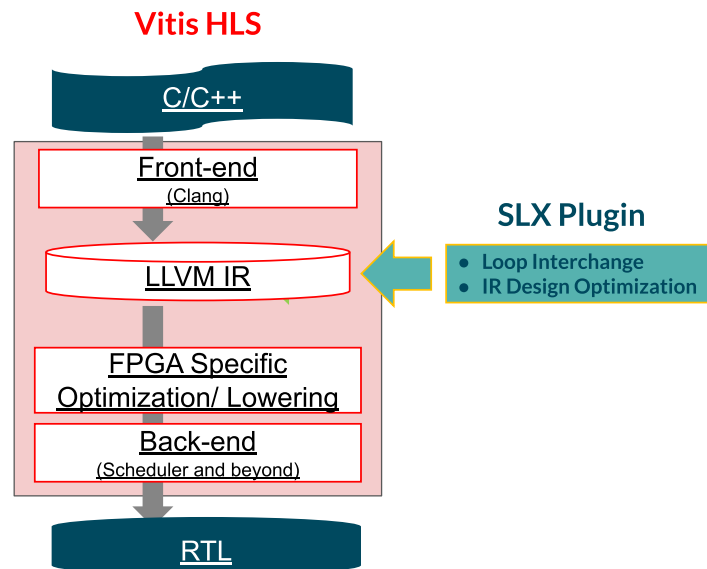 Vitis HLS
C/C++
Front-end
(Clang)
SLX Plugin
LLVM IR
● Loop Interchange
● IR Design Optimization
FPGA Specific
Optimization/ Lowering
Back-end
(Scheduler and beyond)
RTL